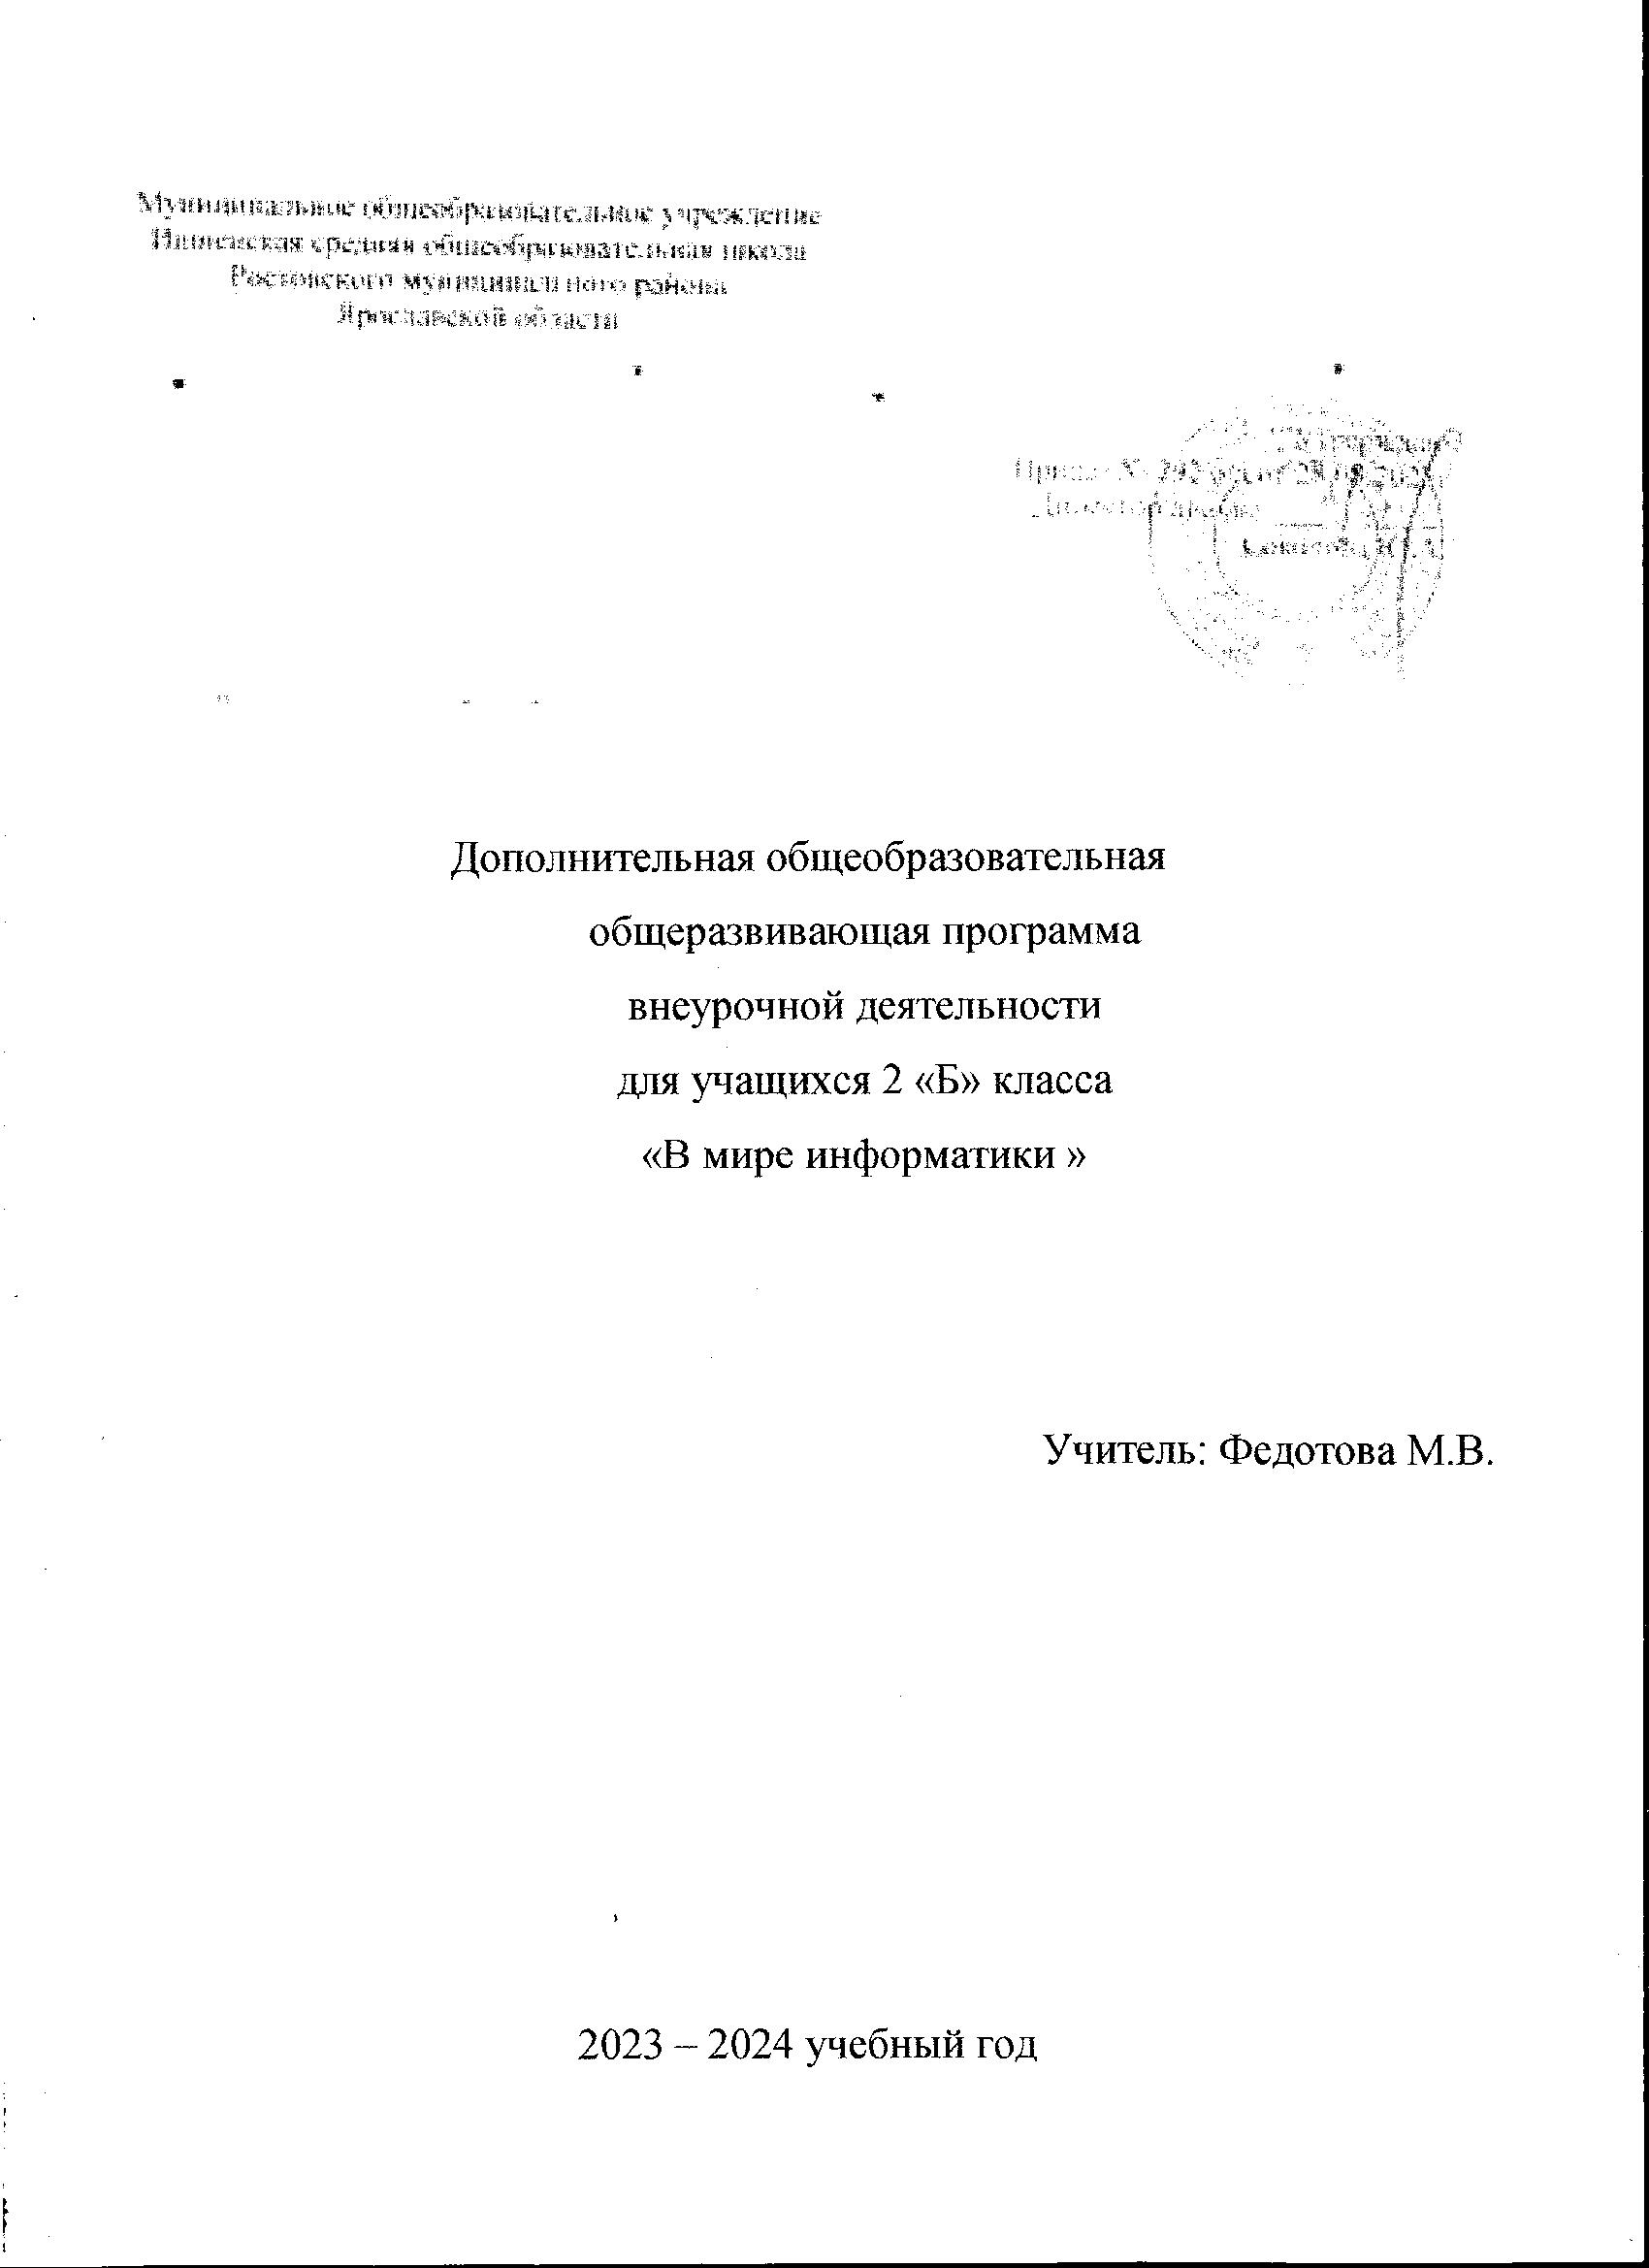 Муниципальное общеобразовательное учреждение
средняя общеобразовательная школа
Ростовского муниципального района
Ярославской области
Дополнительная общеобразовательная
общеразвивающая программа
внеурочной деятельности
для учащихся 2 «Б» класса
«В мире информатики »
Учитель: Федотова М.В.
2023 – 2024 учебный год